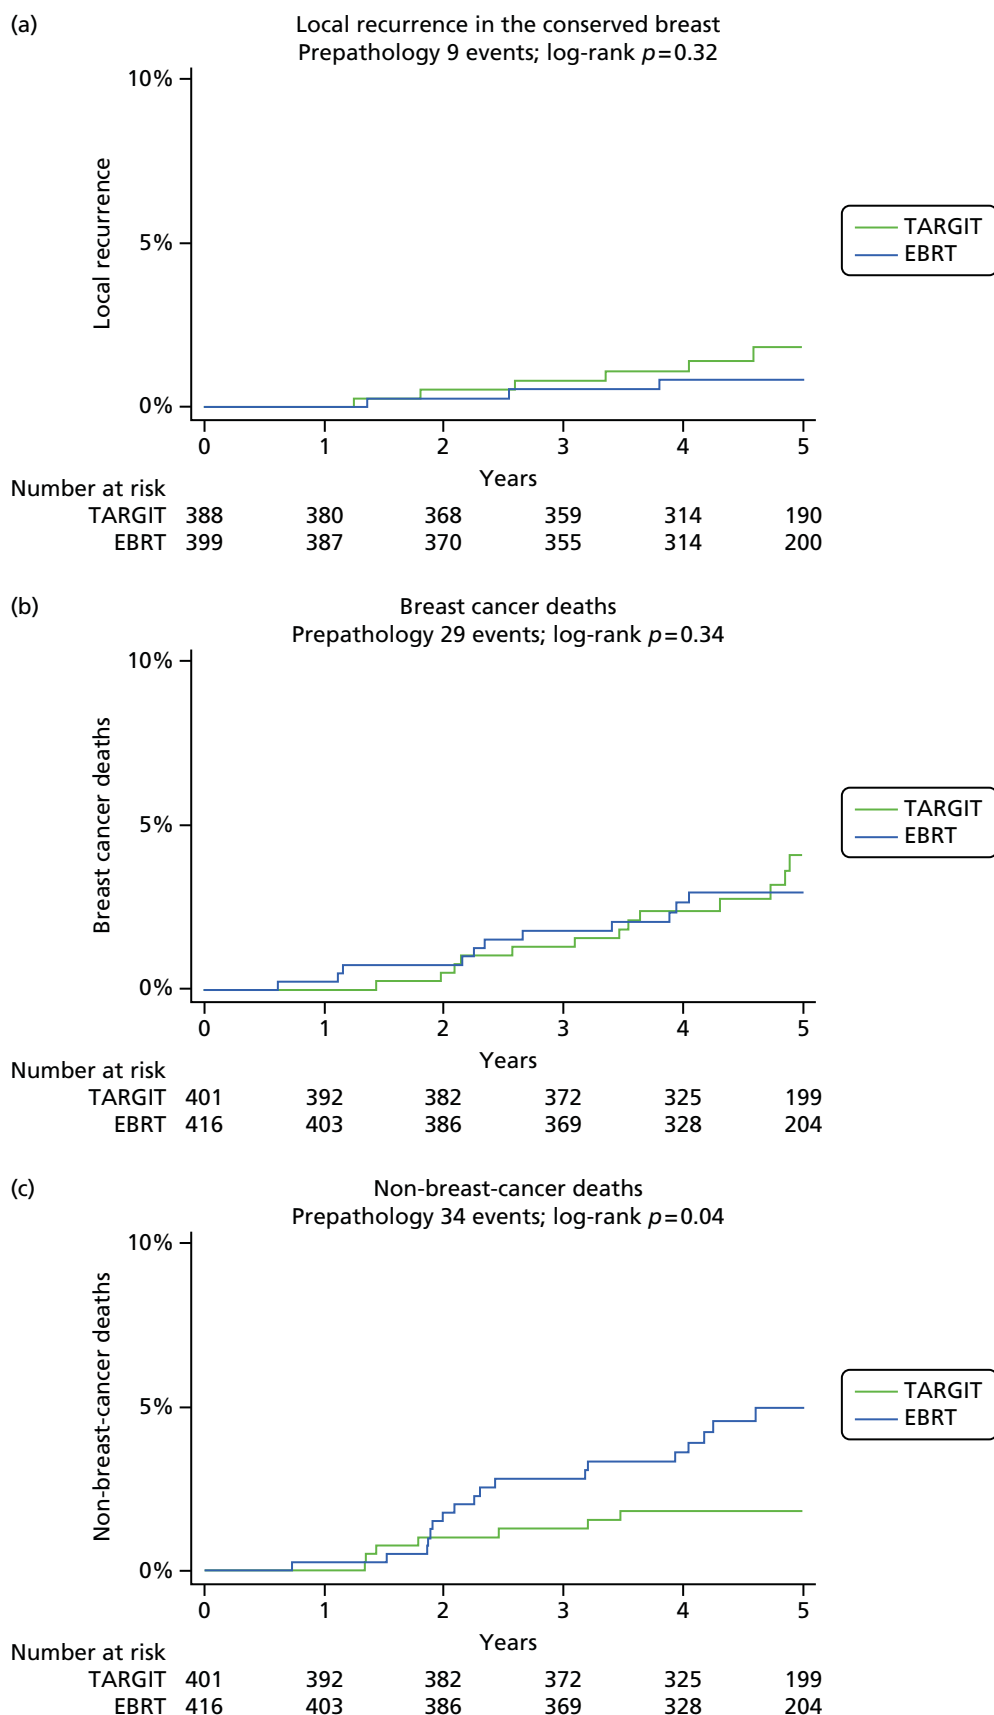 (a)
Local recurrence in the conserved breast
Prepathology 9 events; log-rank p=0.32
10%
5%
0%
Local recurrence
TARGIT
EBRT
0 1 2 3 4 5
Years
Number at risk
TARGIT 388 380 368 359 314 190
EBRT 399 387 370 355 314 200
(b)
Breast cancer deaths
Prepathology 29 events; log-rank p=0.34
10%
5%
0%
Breast cancer deaths
TARGIT
EBRT
0 1 2 3 4 5
Years
Number at risk
TARGIT 401 392 382 372 325 199
EBRT 416 403 386 369 328 204
(c)
Non-breast-cancer deaths
Prepathology 34 events; log-rank p=0.04
10%
5%
0%
Non-breast-cancer deaths
TARGIT
EBRT
0 1 2 3 4 5
Years
Number at risk
TARGIT 401 392 382 372 325 199
EBRT 416 403 386 369 328 204